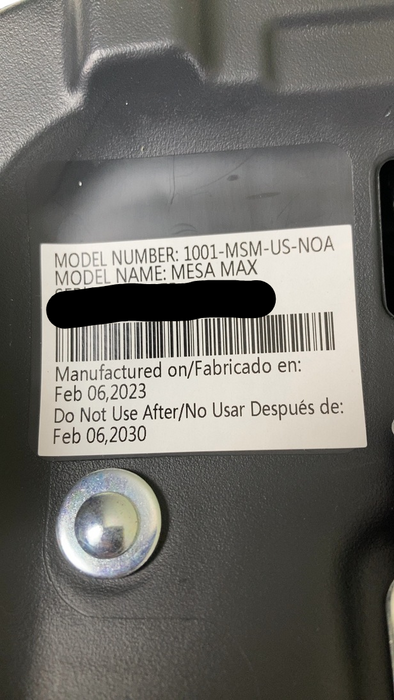 MODEL NUMBER: 1001-MSM-US-NOA
MODEL NAME: MESA MAX
Manufactured on/Fabricado en:
Feb 06,2023
Do Not Use After/No Usar Después de:
Feb 06,2030